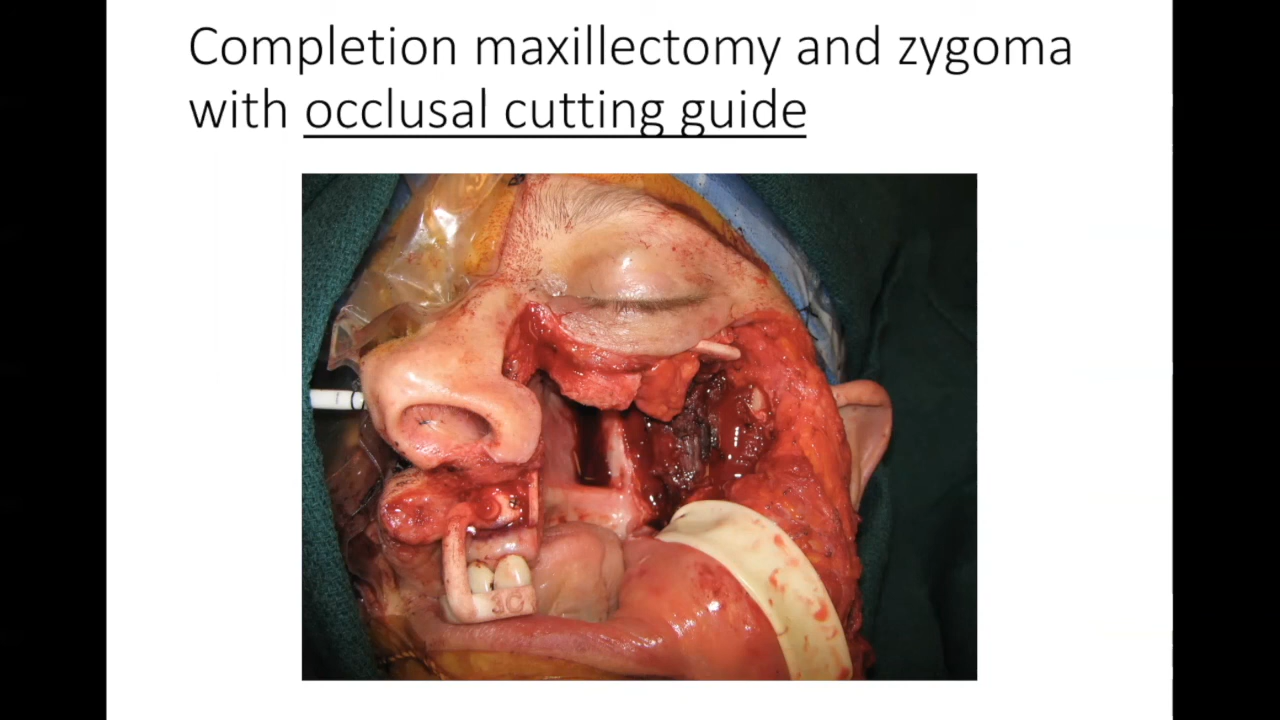 Completion maxillectomy and zygoma
with occlusal cutting guide